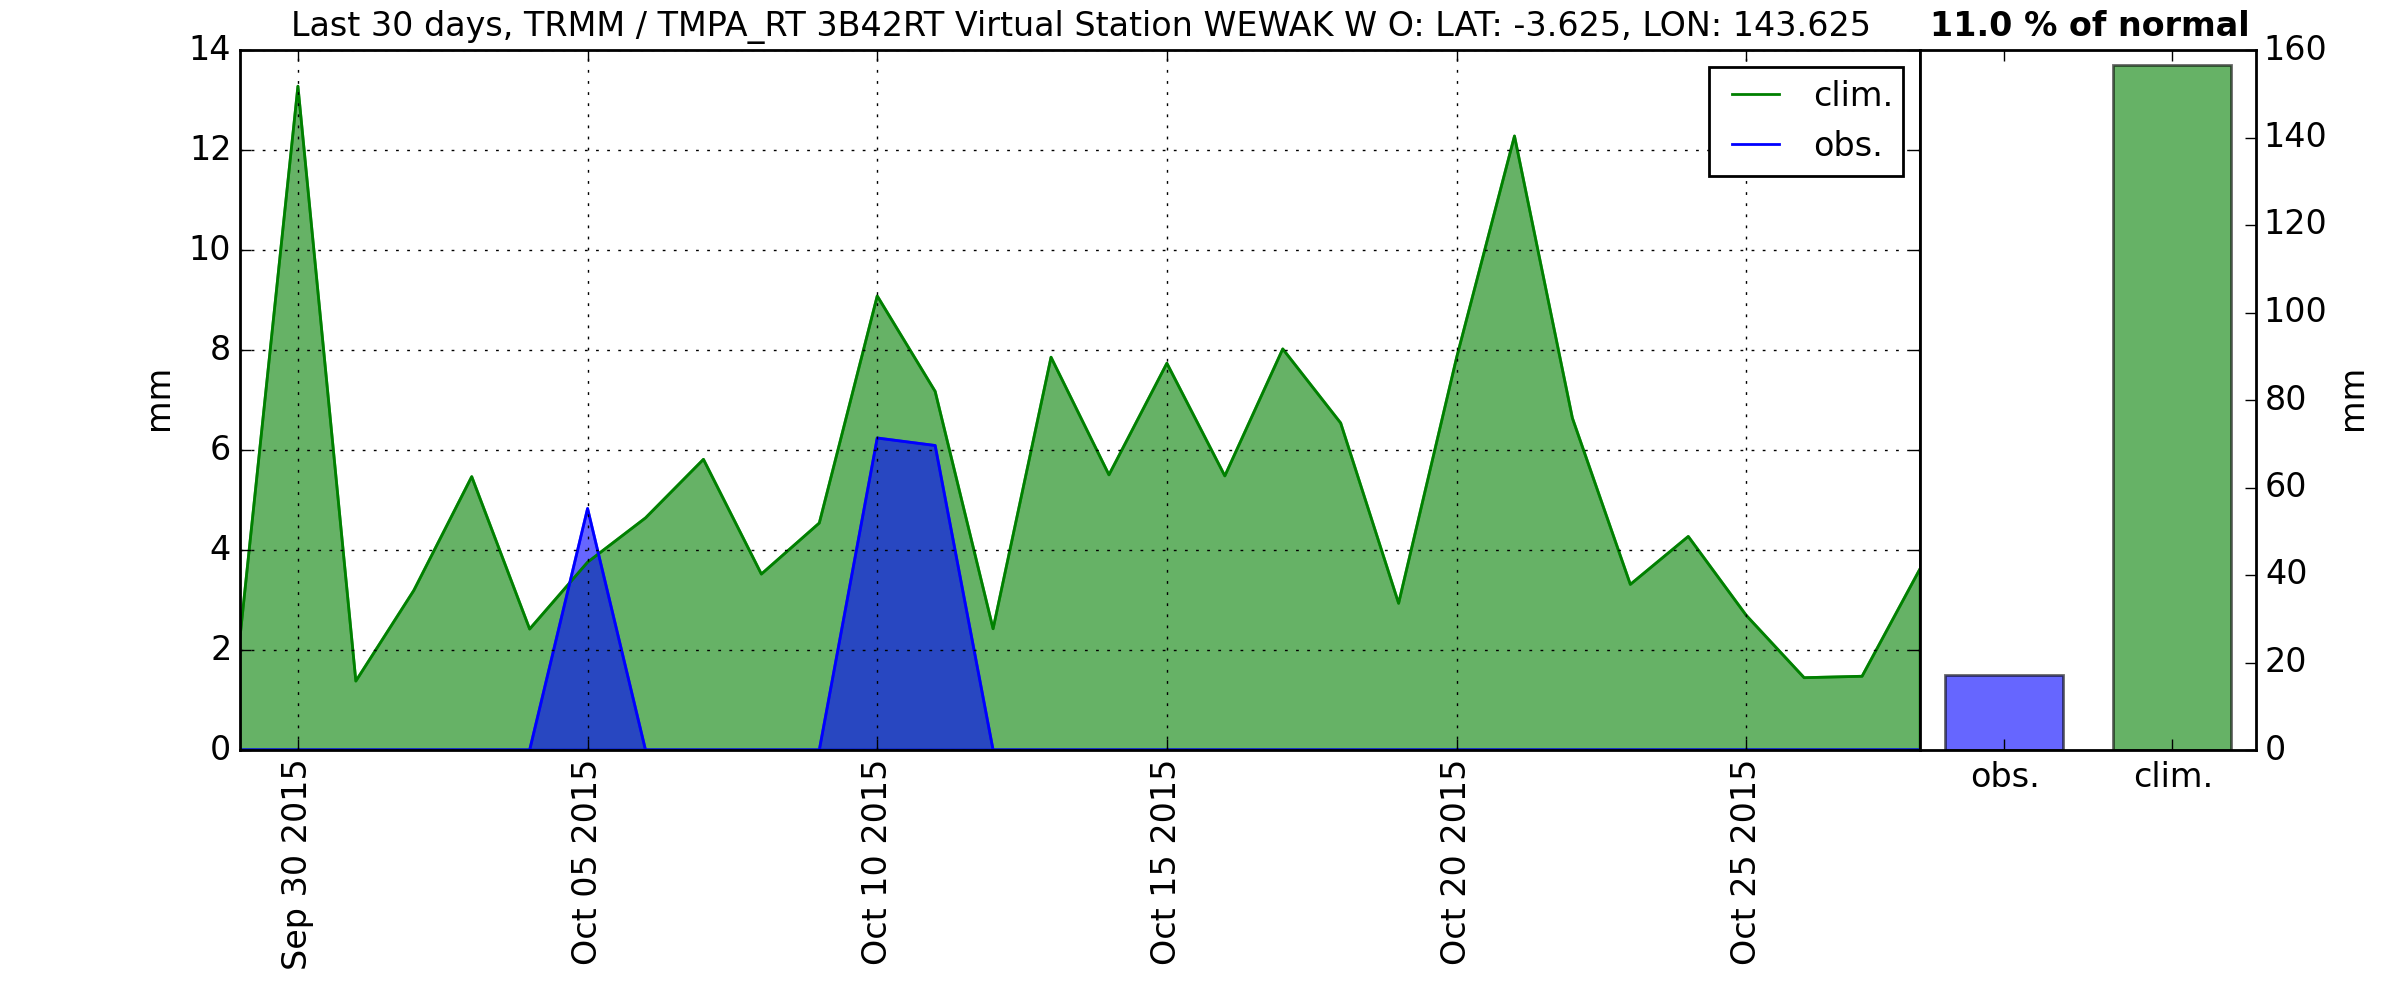 Last 30 days, TRMM / TMPA_RT 3B42RT Virtual Station WEWAK W O: LAT: -3.625, LON: 143.625
11.0 % of normal
14
12
10
8
6
4
2
0
mm
clim.
obs.
160
140
120
100
80
60
40
20
0
mm
Sep 30 2015
Oct 05 2015
Oct 10 2015
Oct 15 2015
Oct 20 2015
Oct 25 2015
obs.
clim.